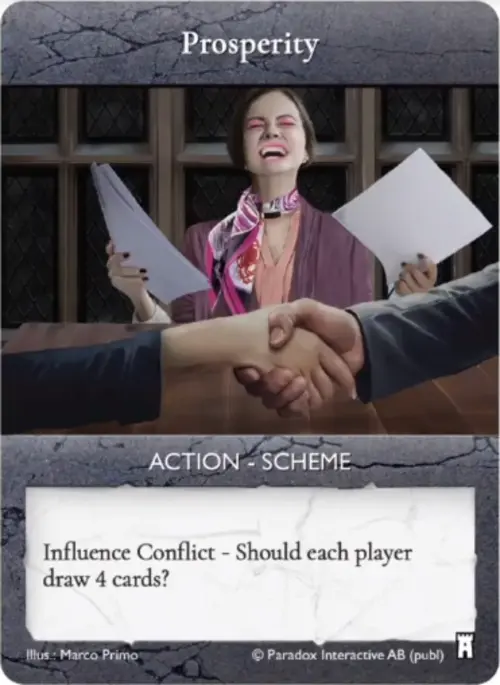 Prosperity
ACTION - SCHEME
Influence Conflict - Should each player
draw 4 cards?
Illus.: Marco Primo
© Paradox Interactive AB (publ)